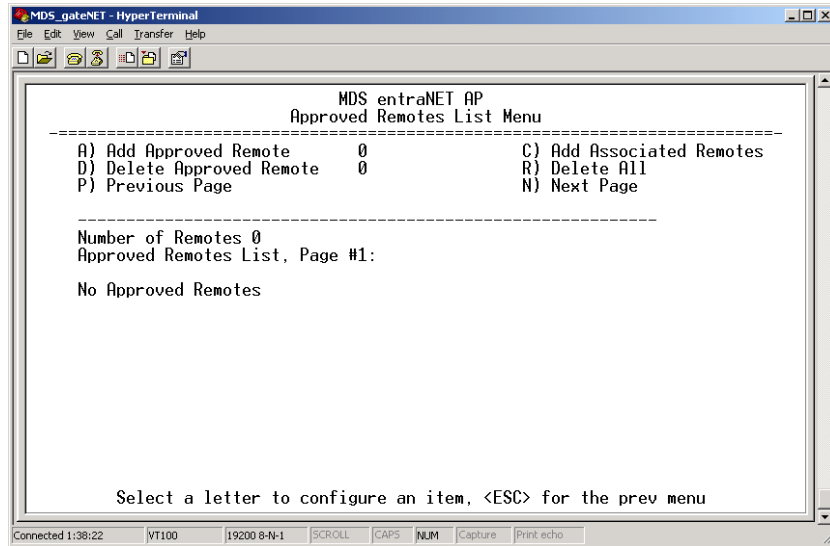 MDS_gateNET - HyperTerminal
File Edit View Call Transfer Help
MDS entraNET AP
Approved Remotes List Menu
-==========================================================================-
A) Add Approved Remote 0 C) Add Associated Remotes
D) Delete Approved Remote 0 R) Delete All
P) Previous Page N) Next Page
------------------------------------------------------------
Number of Remotes 0
Approved Remotes List, Page #1:
No Approved Remotes
Select a letter to configure an item, <ESC> for the prev menu
Connected 1:38:22 VT100 19200 8-N-1 SCROLL CAPS NUM Capture Print echo